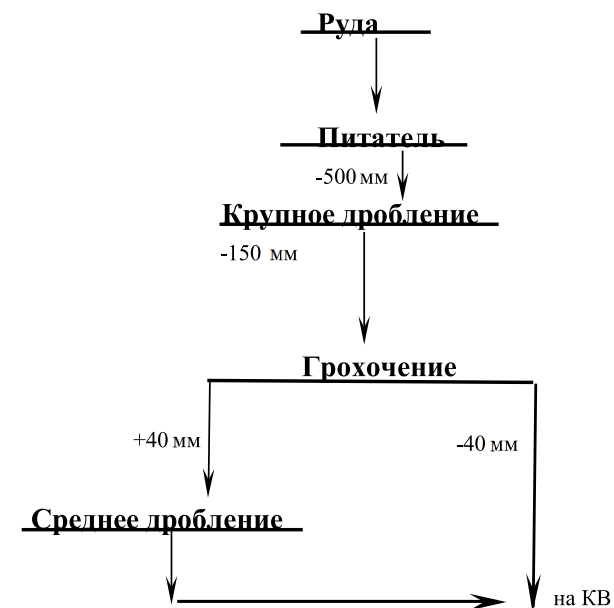 Руда
Питатель
-500 мм
Крупное дробление
-150 мм
Грохочение
+40 мм
-40 мм
Среднее дробление
на КВ